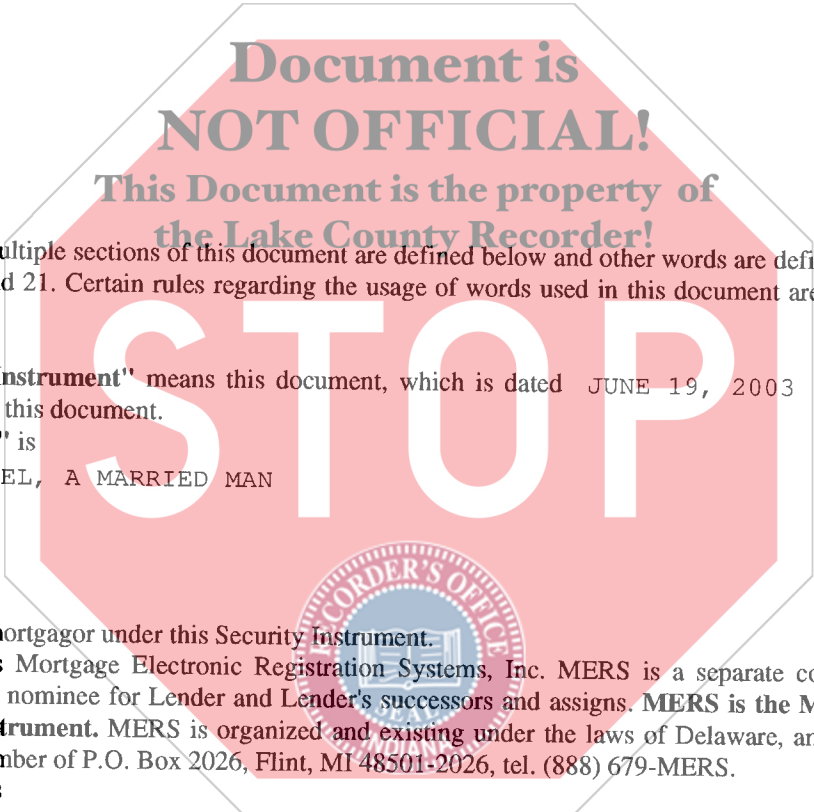 Document is
NOT OFFICIAL!
This Document is the property of
the Lake County Recorder!
ultiple sections of this document are defined below and other words are defi
d 21. Certain rules regarding the usage of words used in this document are
STOP
nstrument" means this document, which is dated JUNE 19, 2003
this document.
" is
EL, A MARRIED MAN
RECORDER'S OFFICE
SEAL
INDIANA
ortgagor under this Security Instrument.
s Mortgage Electronic Registration Systems, Inc. MERS is a separate co
nominee for Lender and Lender's successors and assigns. MERS is the M
trument. MERS is organized and existing under the laws of Delaware, an
mber of P.O. Box 2026, Flint, MI 48501-2026, tel. (888) 679-MERS.